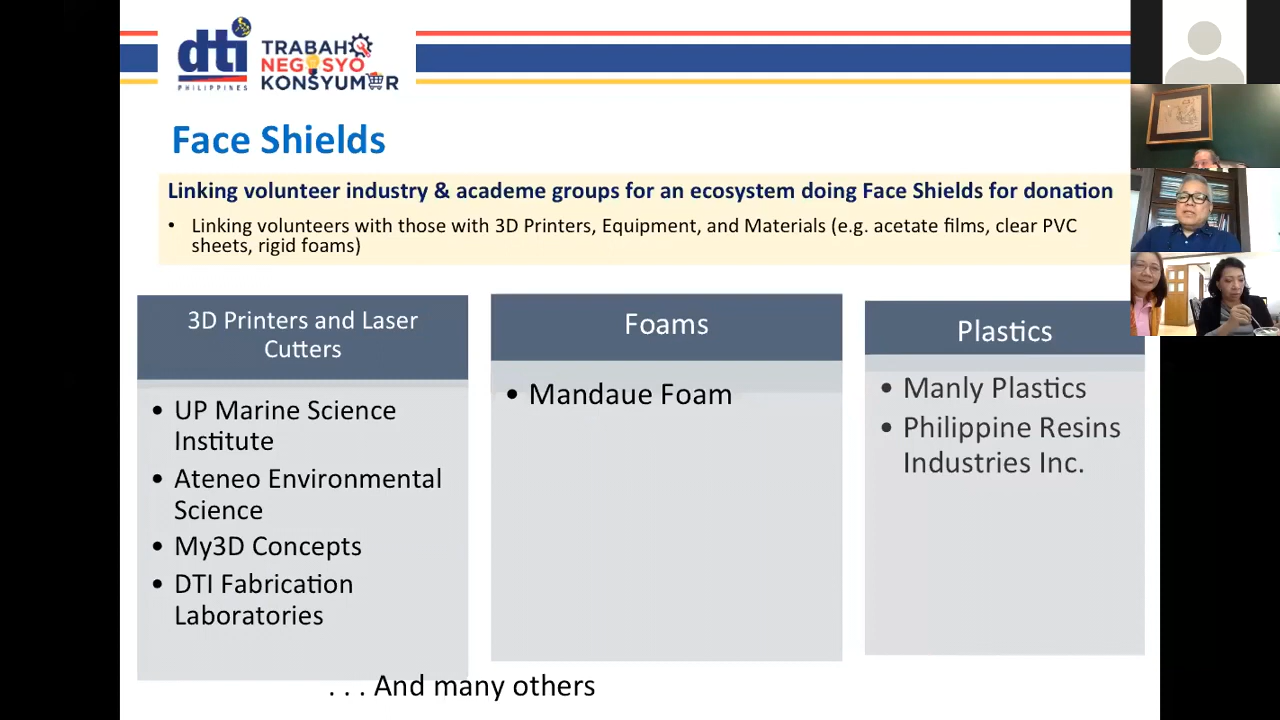 dti
PHILIPPINES
TRABAHO
NEGOSYO
KONSYUMER
Face Shields
Linking volunteer industry & academe groups for an ecosystem doing Face Shields for donation
• Linking volunteers with those with 3D Printers, Equipment, and Materials (e.g. acetate films, clear PVC
sheets, rigid foams)
3D Printers and Laser
Cutters
• UP Marine Science
Institute
• Ateneo Environmental
Science
• My3D Concepts
• DTI Fabrication
Laboratories
Foams
• Mandaue Foam
Plastics
• Manly Plastics
• Philippine Resins
Industries Inc.
. . . And many others